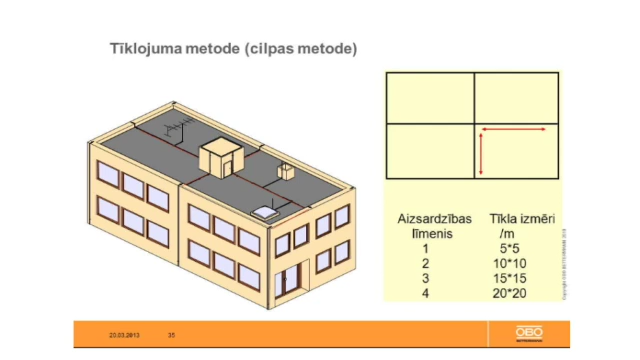 Tīklojuma metode (cilpas metode)
Aizsardzības Tīkla izmēri
līmenis /m
1 5*5
2 10*10
3 15*15
4 20*20
20.03.2013 35
OBO